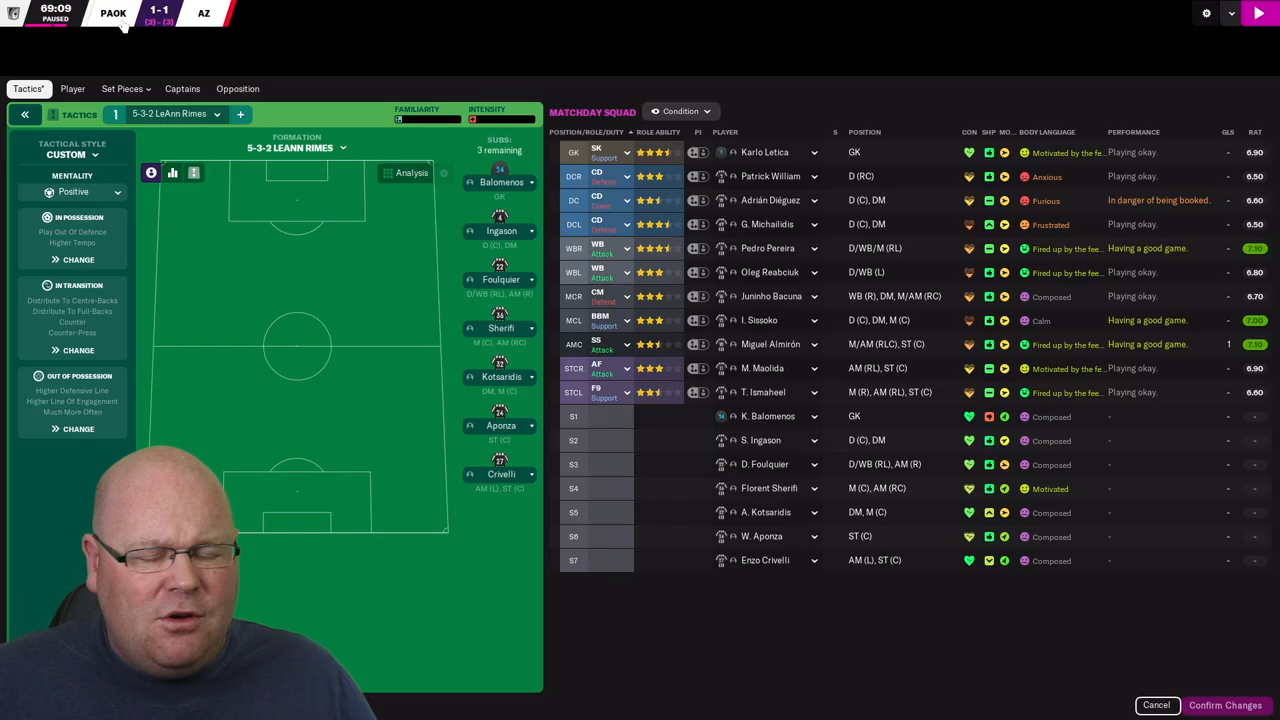 69:09
PAUSED
PAOK
1 - 1
(2) - (3)
AZ
Tactics*
Player
Set Pieces
Captains
Opposition
TACTICS
1
5-3-2 LeAnn Rimes
FAMILIARITY
INTENSITY
TACTICAL STYLE
CUSTOM
MENTALITY
Positive
IN POSSESSION
Play Out Of Defence
Higher Tempo
CHANGE
IN TRANSITION
Distribute To Centre-Backs
Distribute To Full-Backs
Counter
Counter-Press
CHANGE
OUT OF POSSESSION
Higher Defensive Line
Higher Line Of Engagement
Much More Often
CHANGE
FORMATION
5-3-2 LEANN RIMES
Analysis
SUBS:
3 remaining
Balomenos
GK
4
Ingason
D (C), DM
22
Foulquier
D/WB (RL), AM (R)
Sherifi
M (C), AM (RC)
32
Kotsaridis
DM, M (C)
24
Aponza
ST (C)
27
Crivelli
AM (L), ST (C)
MATCHDAY SQUAD
Condition
POSITION/ROLE/DUTY ROLE ABILITY PI PLAYER S POSITION CON SHP MO... BODY LANGUAGE PERFORMANCE GLS RAT
GK SK Support Karlo Letica GK Motivated by the fe... Playing okay. - 6.90
DCR CD Defend Patrick William D (RC) Anxious Playing okay. - 6.50
DC CD Adrián Diéguez D (C), DM Furious In danger of being booked. - 6.60
DCL CD Defend G. Michailidis D (C) Frustrated Playing okay. - 6.50
WBR WB Attack Pedro Pereira D/WB/M (RL) Fired up by the fee... Having a good game. - 7.10
WBL WB Attack Oleg Reabciuk D/WB (L) Fired up by the fee... Playing okay. - 6.80
MCR CM Defend Juninho Bacuna WB (R), DM, M/AM (RC) Composed Playing okay. - 6.70
MCL BBM Support I. Sissoko D (C), DM, M (C) Calm Having a good game. - 7.00
AMC SS Attack Miguel Almirón M/AM (RLC), ST (C) Fired up by the fee... Having a good game. 1 7.10
STCR AF Attack M. Maolida AM (RL), ST (C) Motivated by the fe... Playing okay. - 6.90
STCL F9 Support T. Ismaheel M (R), AM (RL), ST (C) Fired up by the fee... Playing okay. - 6.60
S1 K. Balomenos GK Composed - - -
S2 S. Ingason D (C), DM Composed - - -
S3 D. Foulquier D/WB (RL), AM (R) Composed - - -
S4 Florent Sherifi M (C), AM (RC) Motivated - - -
S5 A. Kotsaridis DM, M (C) Composed - - -
S6 W. Aponza ST (C) Composed - - -
S7 Enzo Crivelli AM (L), ST (C) Composed - - -
Cancel
Confirm Changes